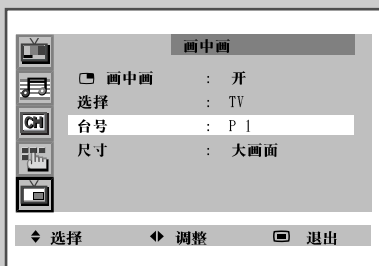 画中画
画中画 : 开
选择 : TV
台号 : P 1
尺寸 : 大画面
CH
选择 调整 退出